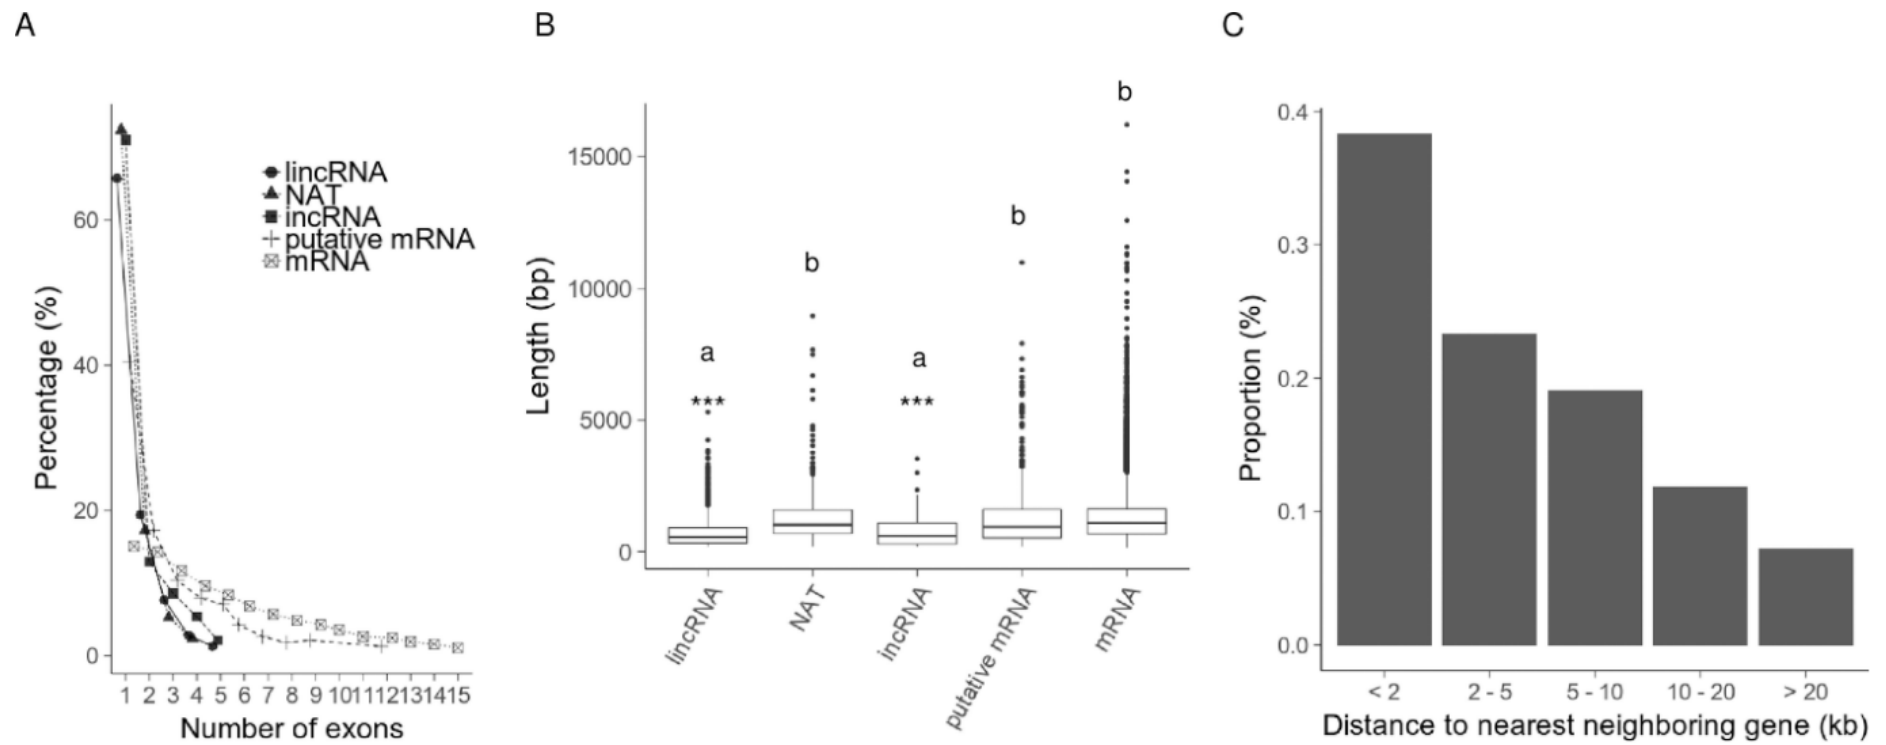 A
B
C
lincRNA
NAT
incRNA
putative mRNA
mRNA
60
40
20
0
Percentage (%)
1 2 3 4 5 6 7 8 9 10 11 12 13 14 15
Number of exons
b
b
b
a
a
***
***
15000
10000
5000
0
Length (bp)
lincRNA
NAT
incRNA
putative mRNA
mRNA
0.4
0.3
0.2
0.1
0.0
Proportion (%)
< 2
2 - 5
5 - 10
10 - 20
> 20
Distance to nearest neighboring gene (kb)